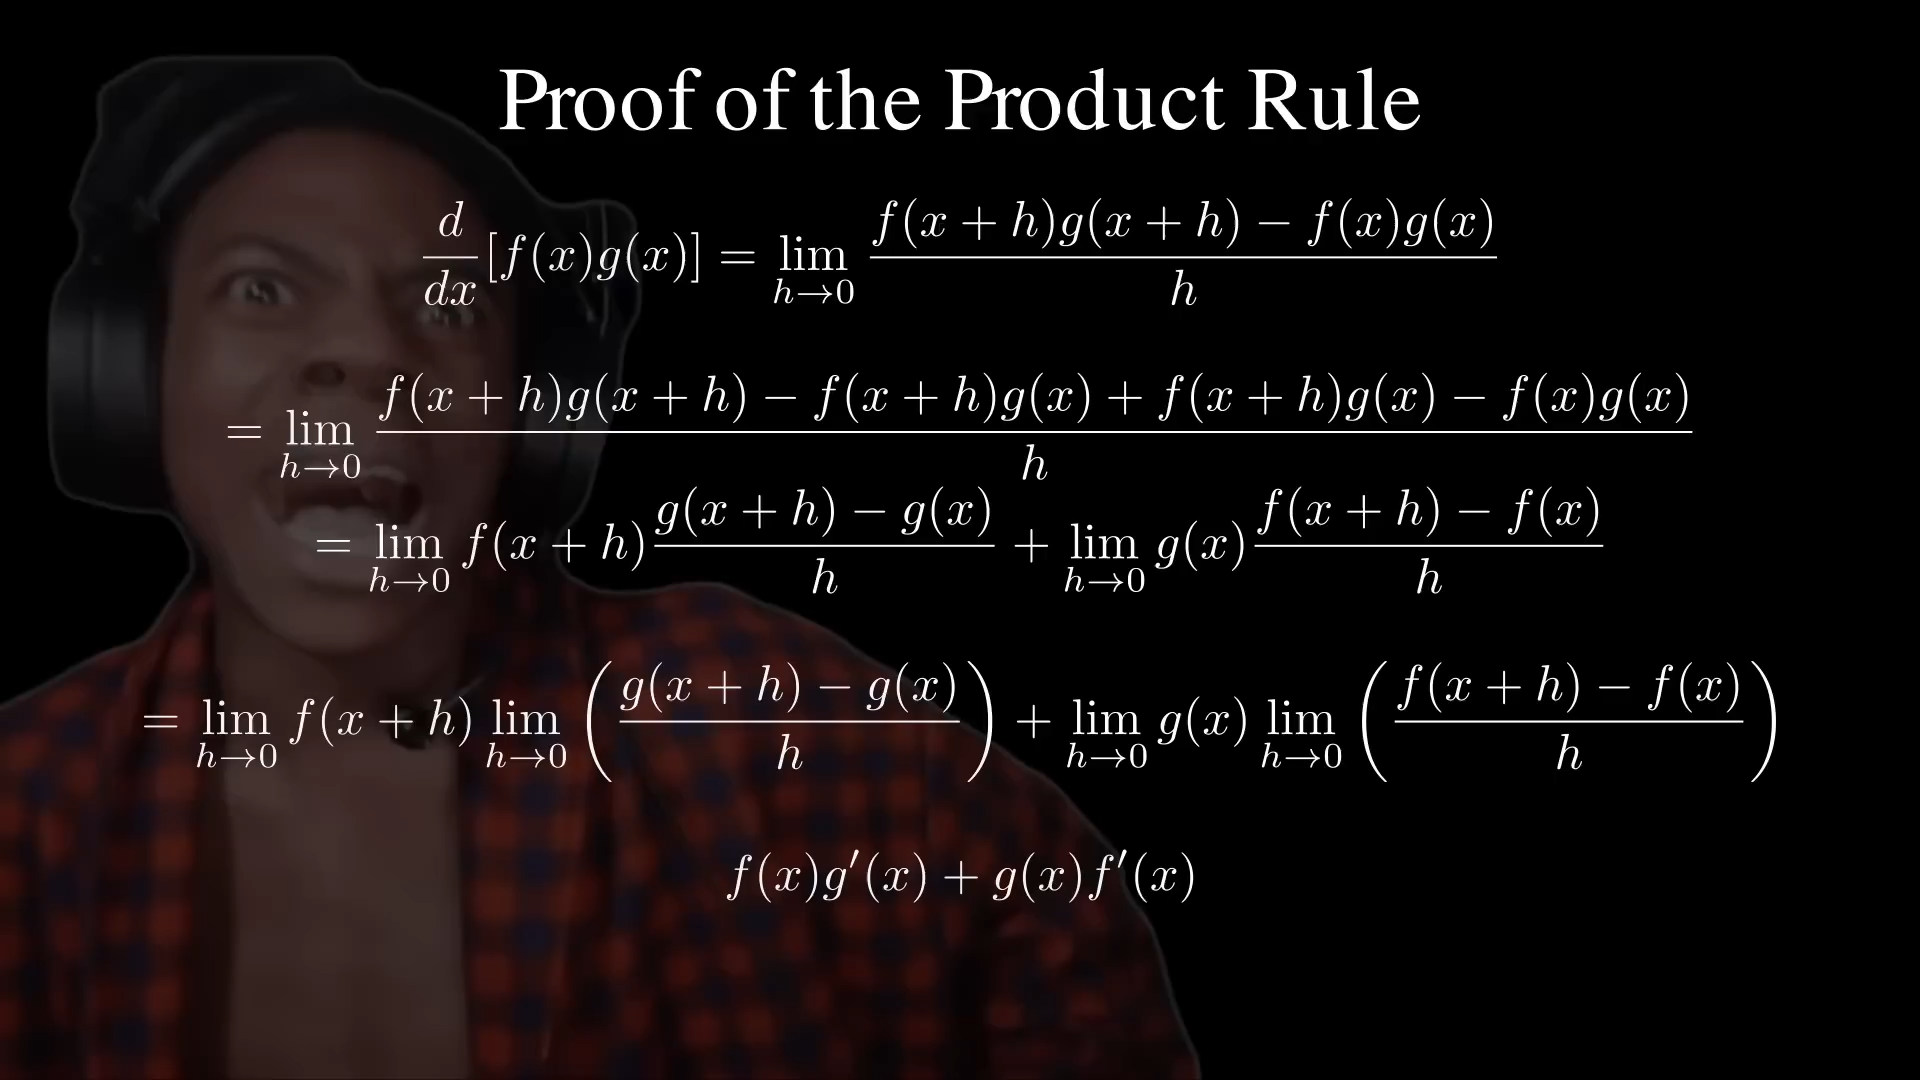 Proof of the Product Rule
d/dx [f(x)g(x)] = lim_{h→0} (f(x + h)g(x + h) − f(x)g(x))/h
= lim_{h→0} (f(x + h)g(x + h) − f(x + h)g(x) + f(x + h)g(x) − f(x)g(x))/h
= lim_{h→0} f(x + h) (g(x + h) − g(x))/h + lim_{h→0} g(x) (f(x + h) − f(x))/h
= lim_{h→0} f(x + h) lim_{h→0} ((g(x + h) − g(x))/h) + lim_{h→0} g(x) lim_{h→0} ((f(x + h) − f(x))/h)
f(x)g′(x) + g(x)f′(x)